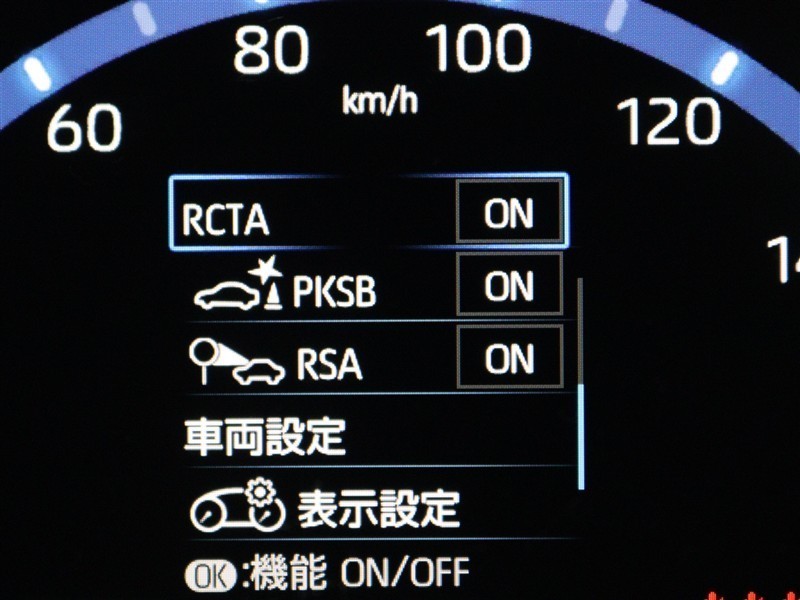 80 100
km/h
60 120
RCTA ON
PKSB ON
RSA ON
車両設定
表示設定
OK:機能 ON/OFF